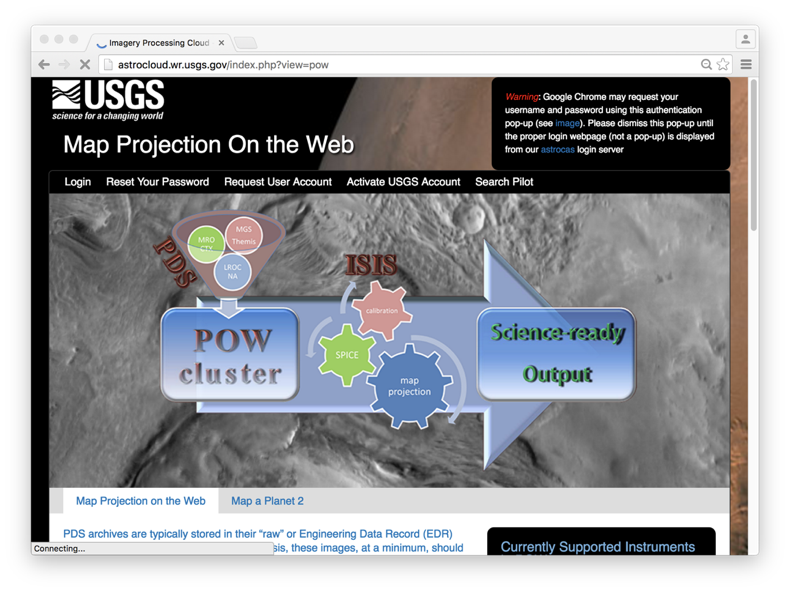 Imagery Processing Cloud
astrocloud.wr.usgs.gov/index.php?view=pow
USGS
science for a changing world
Map Projection On the Web
Warning: Google Chrome may request your
username and password using this authentication
pop-up (see image). Please dismiss this pop-up until
the proper login webpage (not a pop-up) is displayed
from our astrocas login server
Login Reset Your Password Request User Account Activate USGS Account Search Pilot
PDS
MRO
CTX
MGS
Themis
LROC
NA
ISIS
calibration
SPICE
map
projection
POW
cluster
Science-ready
Output
Map Projection on the Web Map a Planet 2
PDS archives are typically stored in their "raw" or Engineering Data Record (EDR)
sis, these images, at a minimum, should
Currently Supported Instruments
Connecting...